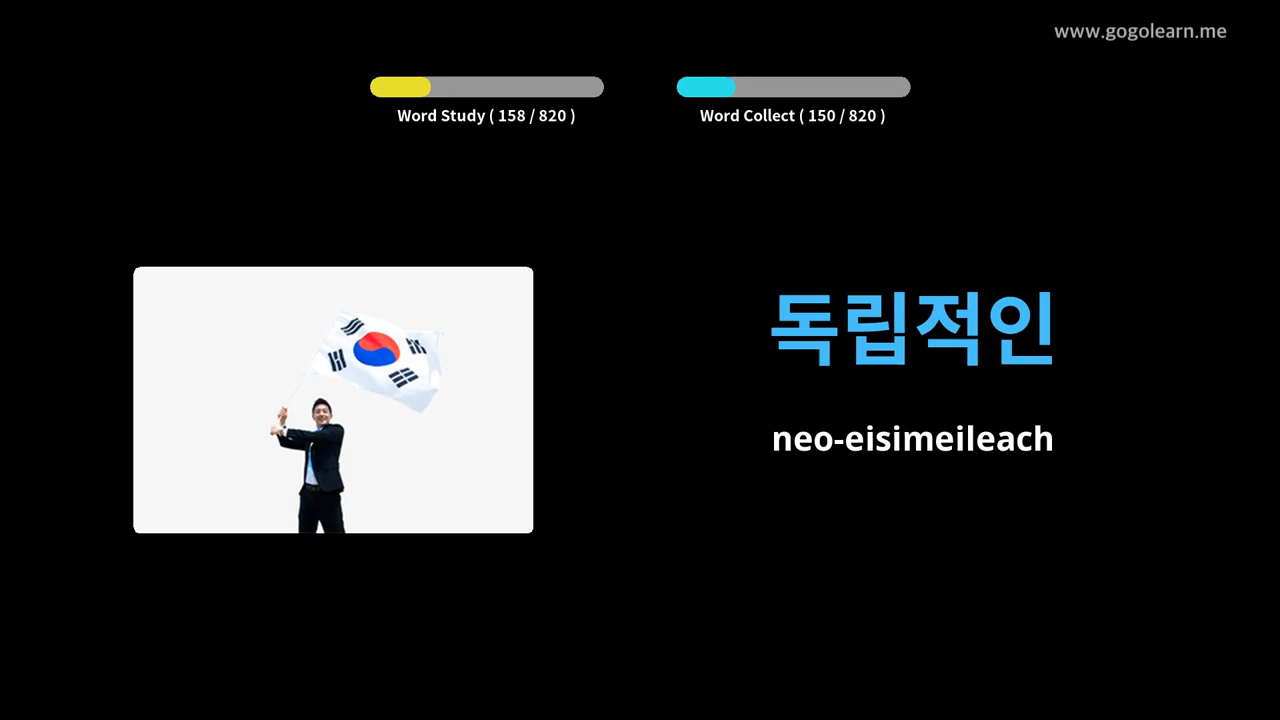 www.gogolearn.me
Word Study ( 158 / 820 )
Word Collect ( 150 / 820 )
독립적인
neo-eisimeileach